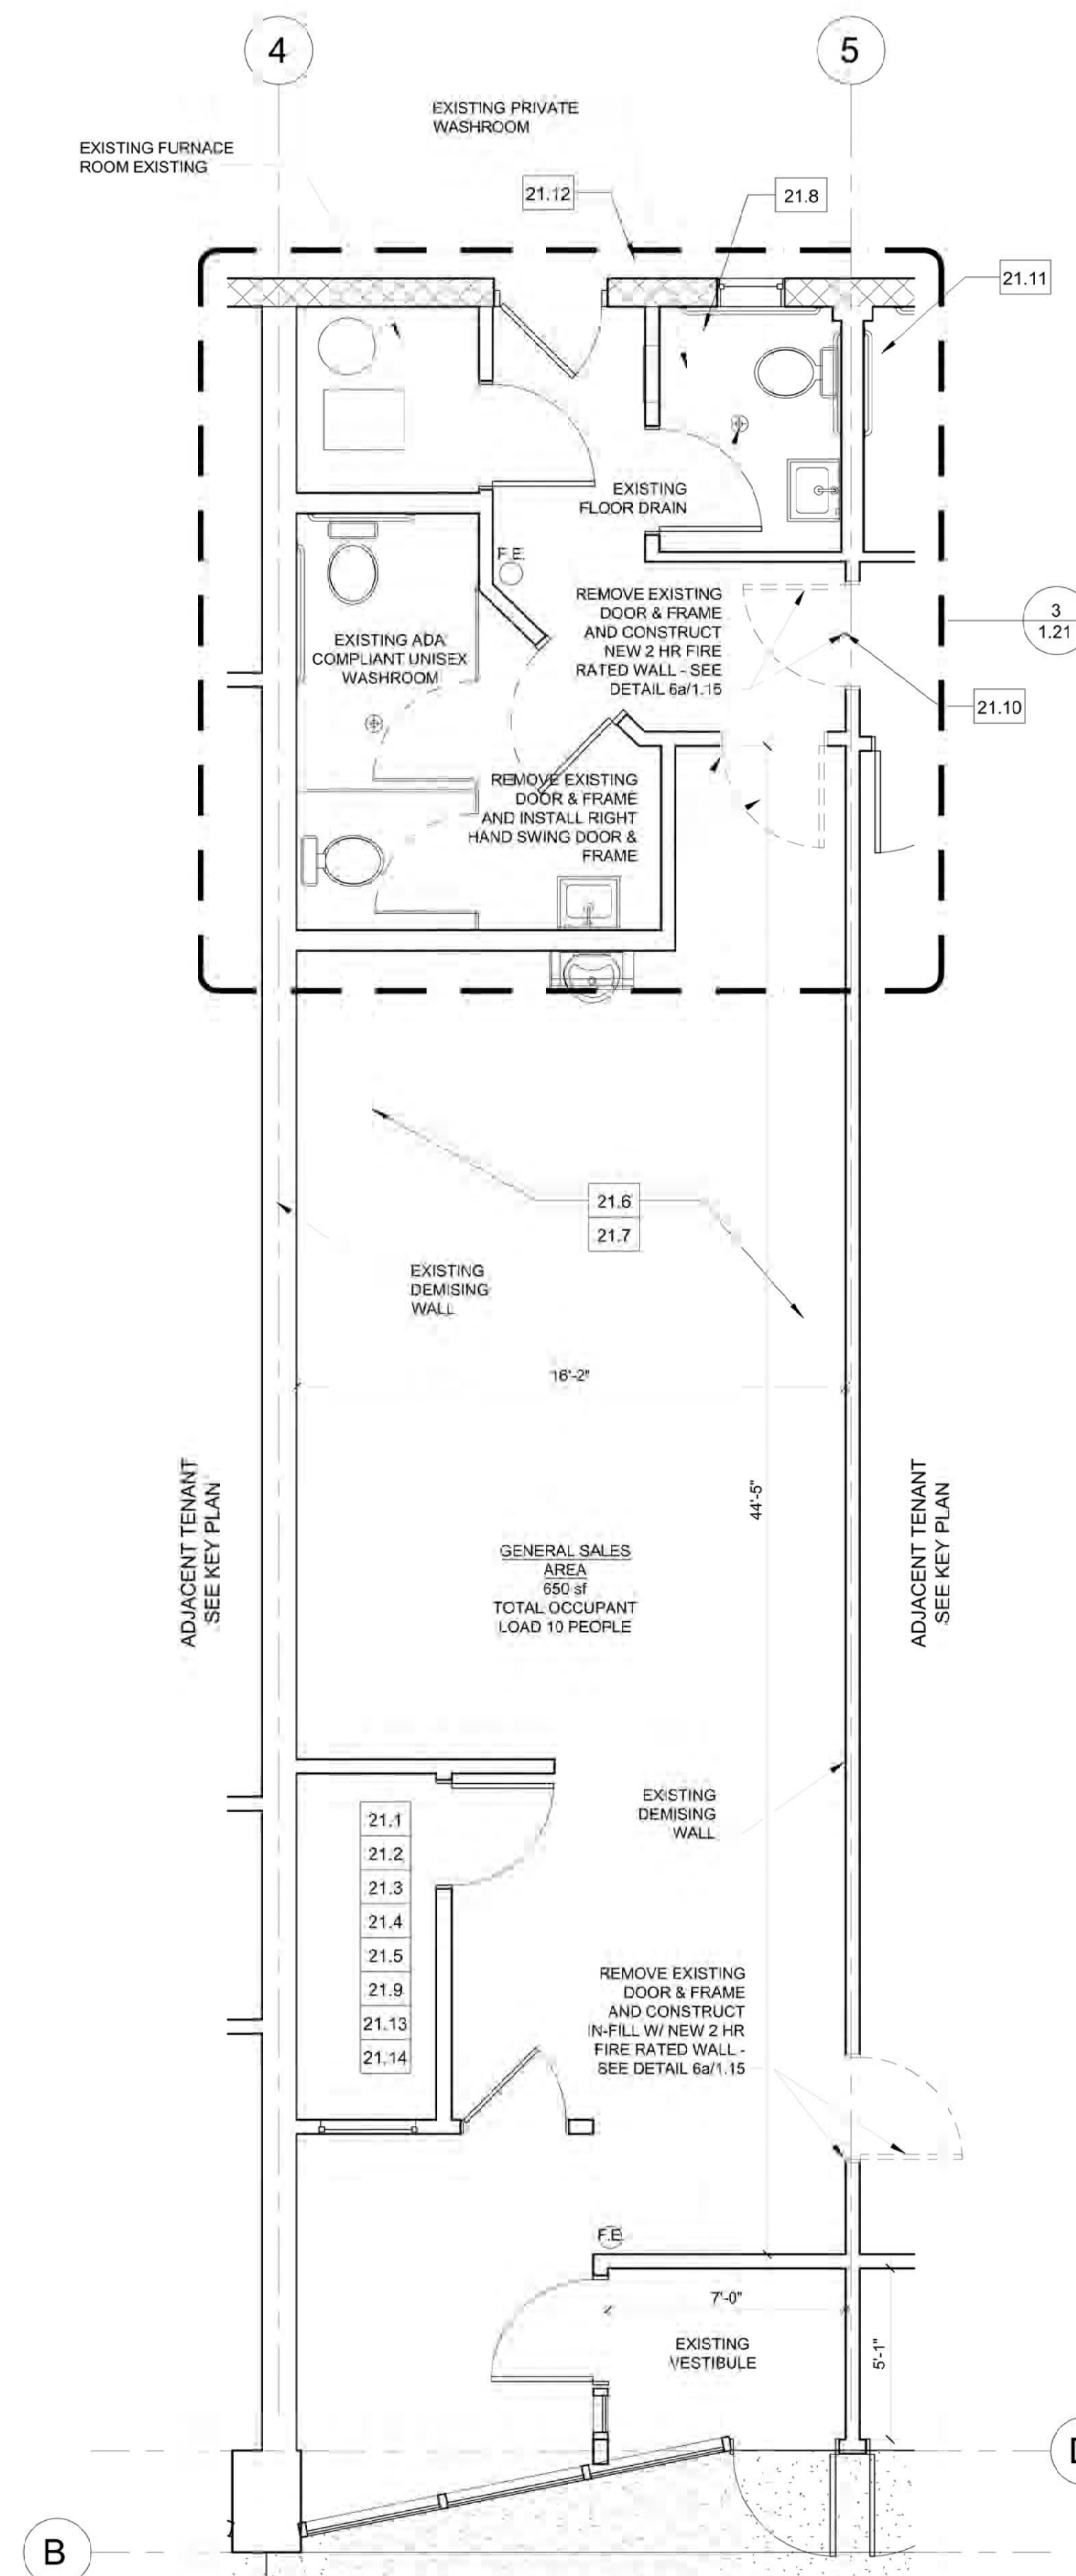 4
5
EXISTING PRIVATE
WASHROOM
EXISTING FURNACE
ROOM EXISTING
21.12
21.8
21.11
EXISTING
FLOOR DRAIN
F.E.
REMOVE EXISTING
DOOR & FRAME
AND CONSTRUCT
NEW 2 HR FIRE
RATED WALL - SEE
DETAIL 6a/1.15
3
1.21
EXISTING ADA
COMPLIANT UNISEX
WASHROOM
21.10
REMOVE EXISTING
DOOR & FRAME
AND INSTALL RIGHT
HAND SWING DOOR &
FRAME
21.6
21.7
EXISTING
DEMISING
WALL
16'-2"
44'-5"
ADJACENT TENANT
SEE KEY PLAN
ADJACENT TENANT
SEE KEY PLAN
GENERAL SALES
AREA
650 sf
TOTAL OCCUPANT
LOAD 10 PEOPLE
EXISTING
DEMISING
WALL
21.1
21.2
21.3
21.4
21.5
21.9
21.13
21.14
REMOVE EXISTING
DOOR & FRAME
AND CONSTRUCT
IN-FILL W/ NEW 2 HR
FIRE RATED WALL -
SEE DETAIL 6a/1.15
F.E.
7'-0"
EXISTING
VESTIBULE
5'-1"
B